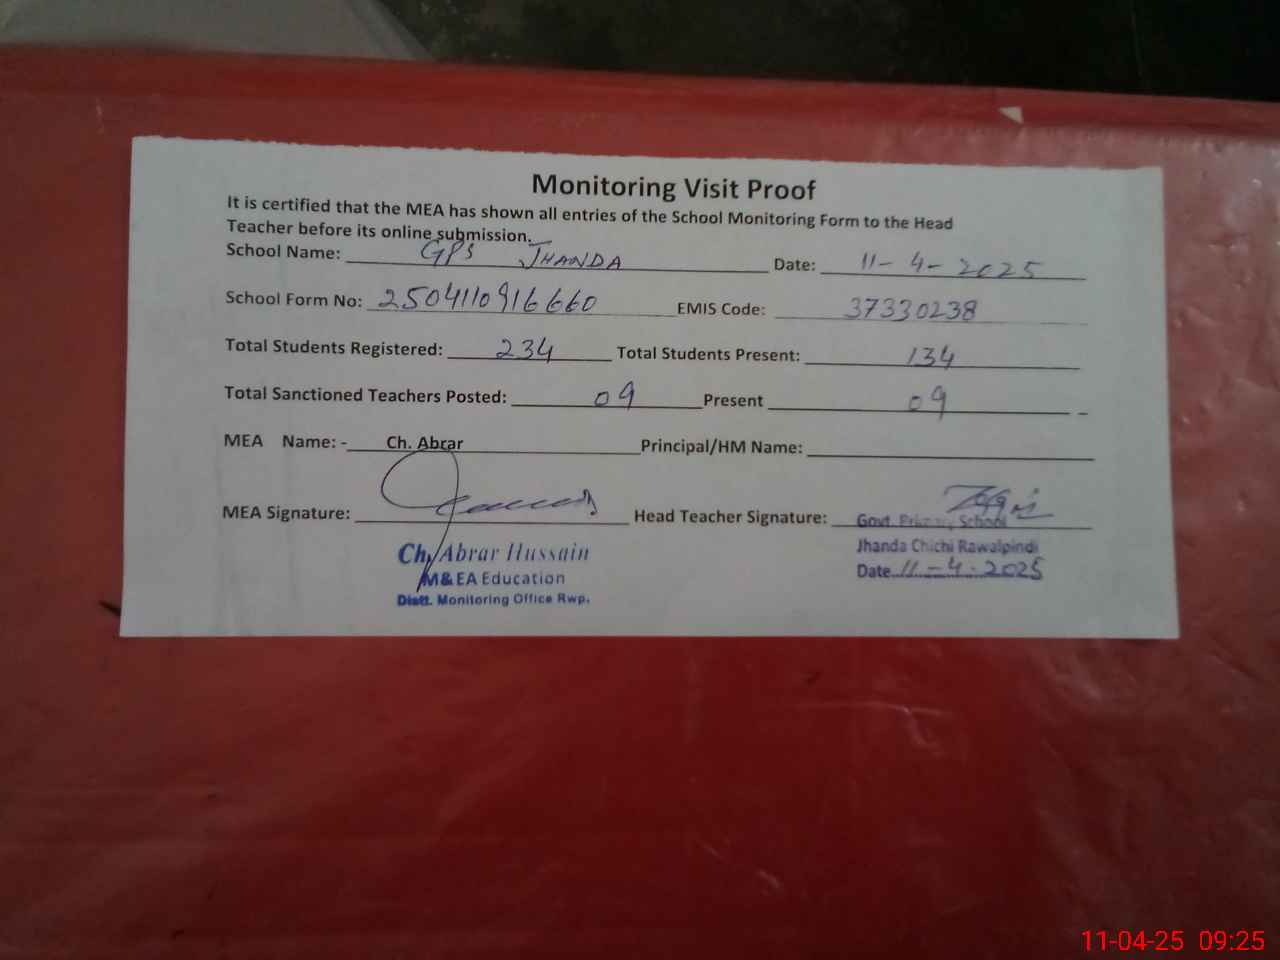 Monitoring Visit Proof
It is certified that the MEA has shown all entries of the School Monitoring Form to the Head
Teacher before its online submission.
School Name: GPS JHANDA Date: 11-4-2025
School Form No: 2504110916660 EMIS Code: 37330238
Total Students Registered: 234 Total Students Present: 134
Total Sanctioned Teachers Posted: 09 Present 09
MEA Name: - Ch. Abrar Principal/HM Name:
MEA Signature: Head Teacher Signature:
Govt. Primary School
Ch. Abrar Hussain Jhanda Chichi Rawalpindi
M&EA Education Date 11-4-2025
Distt. Monitoring Office Rwp.
11-04-25 09:25